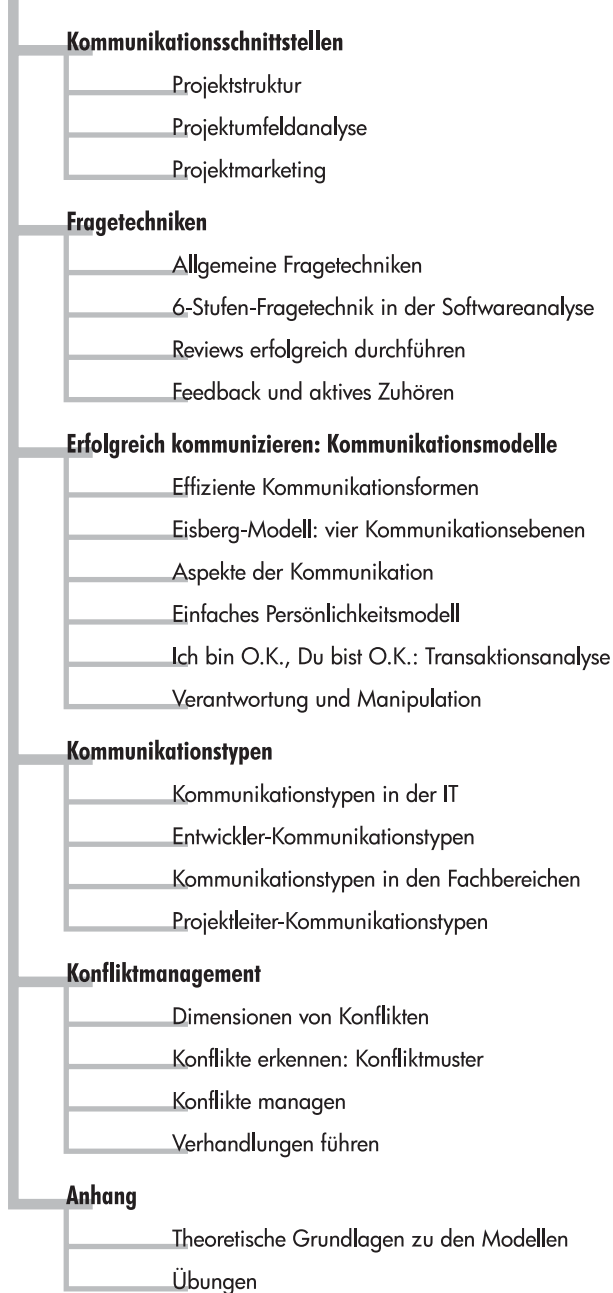 Kommunikationsschnittstellen
Projektstruktur
Projektumfeldanalyse
Projektmarketing
Fragetechniken
Allgemeine Fragetechniken
6-Stufen-Fragetechnik in der Softwareanalyse
Reviews erfolgreich durchführen
Feedback und aktives Zuhören
Erfolgreich kommunizieren: Kommunikationsmodelle
Effiziente Kommunikationsformen
Eisberg-Modell: vier Kommunikationsebenen
Aspekte der Kommunikation
Einfaches Persönlichkeitsmodell
Ich bin O.K., Du bist O.K.: Transaktionsanalyse
Verantwortung und Manipulation
Kommunikationstypen
Kommunikationstypen in der IT
Entwickler-Kommunikationstypen
Kommunikationstypen in den Fachbereichen
Projektleiter-Kommunikationstypen
Konfliktmanagement
Dimensionen von Konflikten
Konflikte erkennen: Konfliktmuster
Konflikte managen
Verhandlungen führen
Anhang
Theoretische Grundlagen zu den Modellen
Übungen